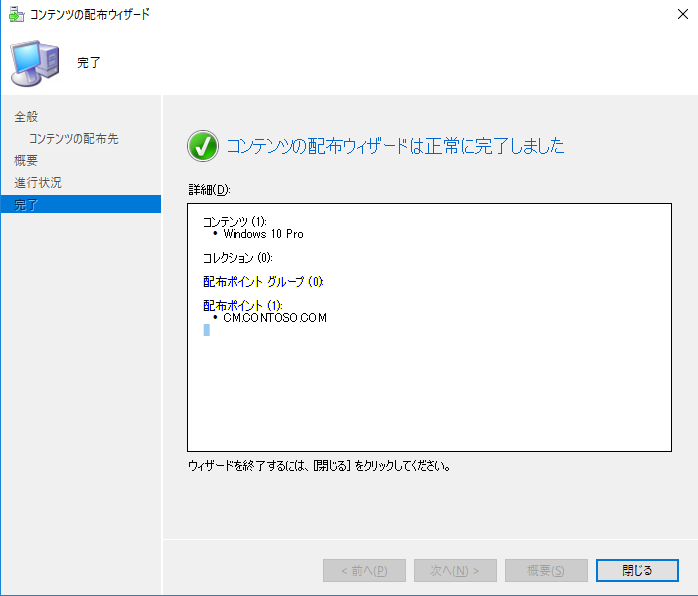 コンテンツの配布ウィザード
完了
全般
コンテンツの配布先
概要
進行状況
完了
コンテンツの配布ウィザードは正常に完了しました
詳細(D):
コンテンツ (1):
• Windows 10 Pro
コレクション (0):
配布ポイント グループ (0):
配布ポイント (1):
• CM.CONTOSO.COM
ウィザードを終了するには、[閉じる] をクリックしてください。
< 前へ(P)
次へ(N) >
概要(S)
閉じる